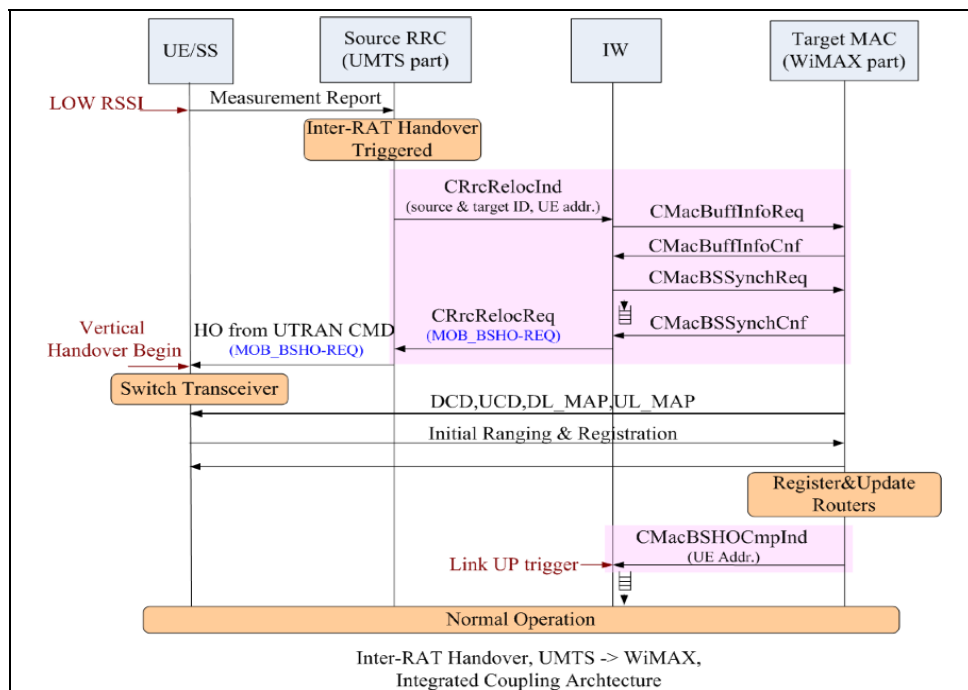 UE/SS
Source RRC
(UMTS part)
IW
Target MAC
(WiMAX part)
LOW RSSI
Measurement Report
Inter-RAT Handover
Triggered
CRrcRelocInd
(source & target ID, UE addr.)
CMacBuffInfoReq
CMacBuffInfoCnf
CMacBSSynchReq
CRrcRelocReq
(MOB_BSHO-REQ)
CMacBSSynchCnf
Vertical
Handover Begin
HO from UTRAN CMD
(MOB_BSHO-REQ)
Switch Transceiver
DCD,UCD,DL_MAP,UL_MAP
Initial Ranging & Registration
Register&Update
Routers
CMacBSHOCmpInd
(UE Addr.)
Link UP trigger
Normal Operation
Inter-RAT Handover, UMTS -> WiMAX,
Integrated Coupling Archtecture